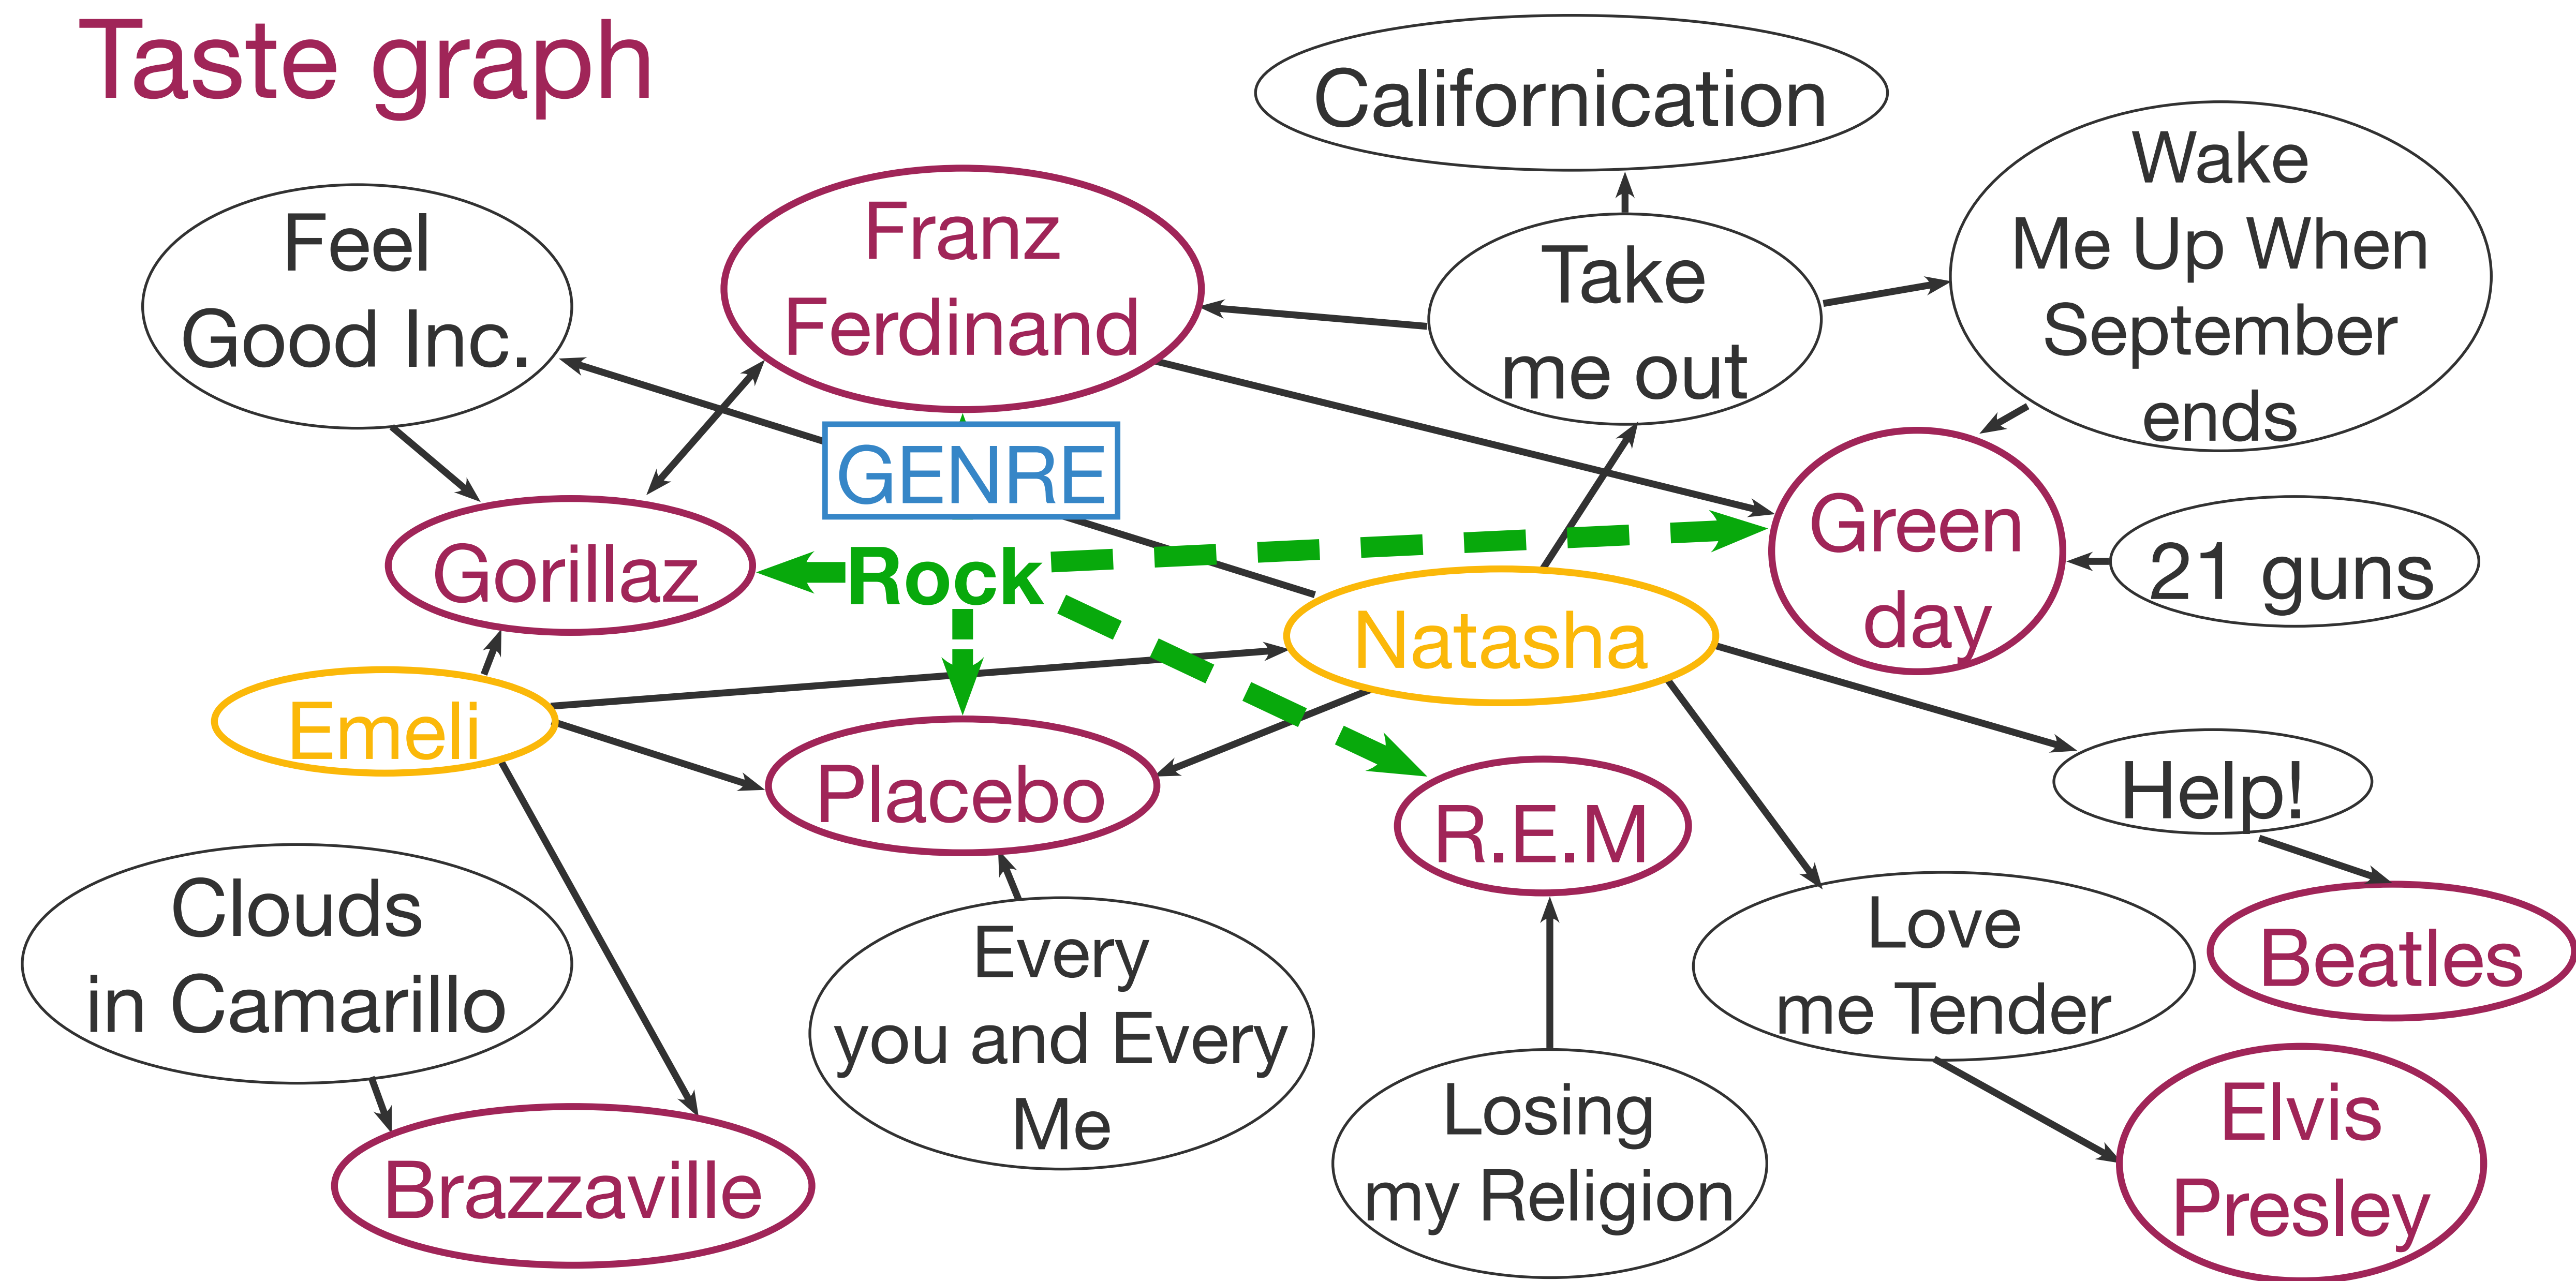 Taste graph
Californication
Wake
Me Up When
September
ends
Feel
Good Inc.
Franz
Ferdinand
Take
me out
GENRE
Green
day
21 guns
Gorillaz
Rock
Natasha
Emeli
Placebo
R.E.M
Help!
Clouds
in Camarillo
Every
you and Every
Me
Love
me Tender
Beatles
Losing
my Religion
Elvis
Presley
Brazzaville